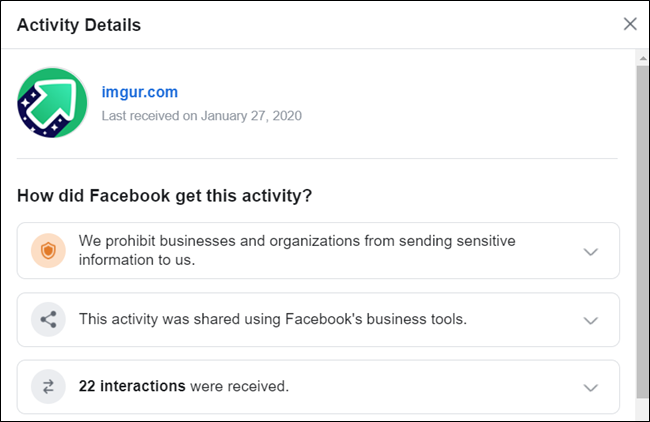 Activity Details
imgur.com
Last received on January 27, 2020
How did Facebook get this activity?
We prohibit businesses and organizations from sending sensitive
information to us.
This activity was shared using Facebook's business tools.
22 interactions were received.